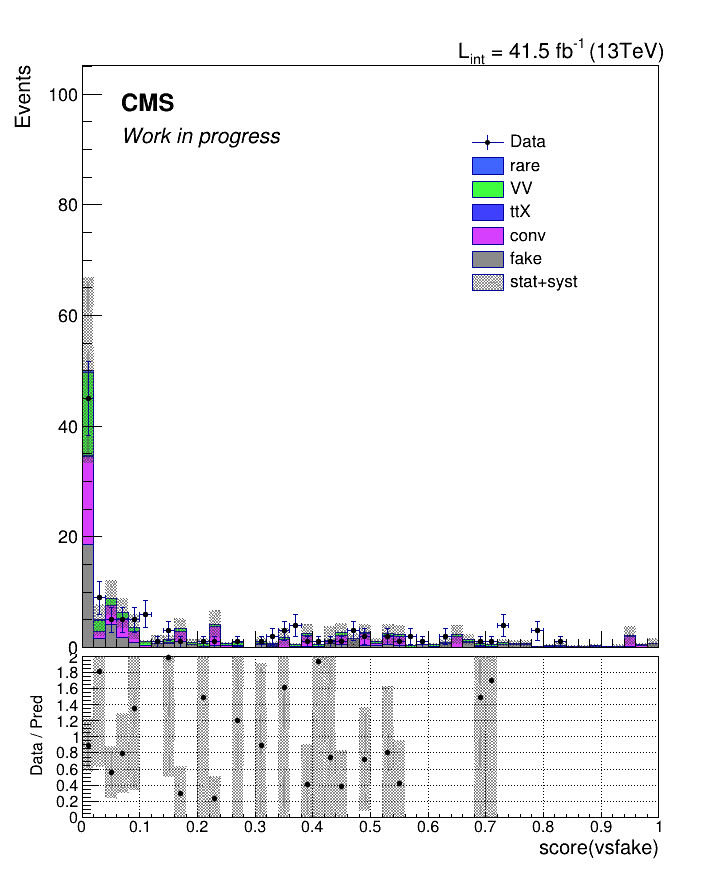 L_int = 41.5 fb⁻¹ (13TeV)
Events
CMS
Work in progress
100
80
60
40
20
0
Data
rare
VV
ttX
conv
fake
stat+syst
Data / Pred
2
1.8
1.6
1.4
1.2
1
0.8
0.6
0.4
0.2
0
0 0.1 0.2 0.3 0.4 0.5 0.6 0.7 0.8 0.9 1
score(vsfake)